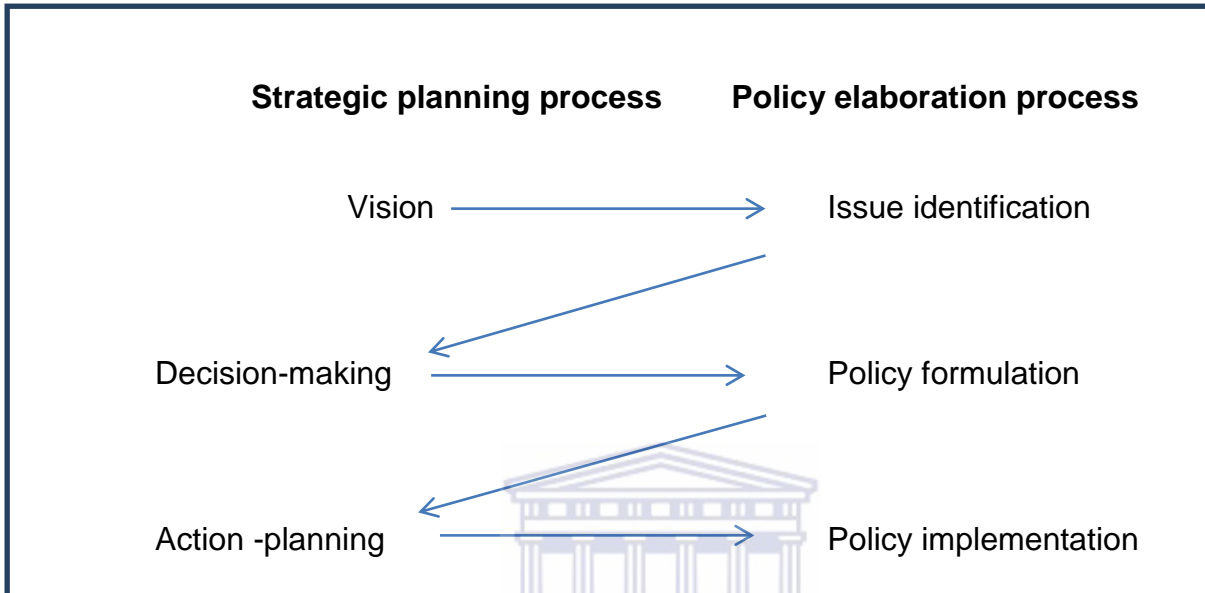 Strategic planning process Policy elaboration process
Vision Issue identification
Decision-making Policy formulation
Action -planning Policy implementation